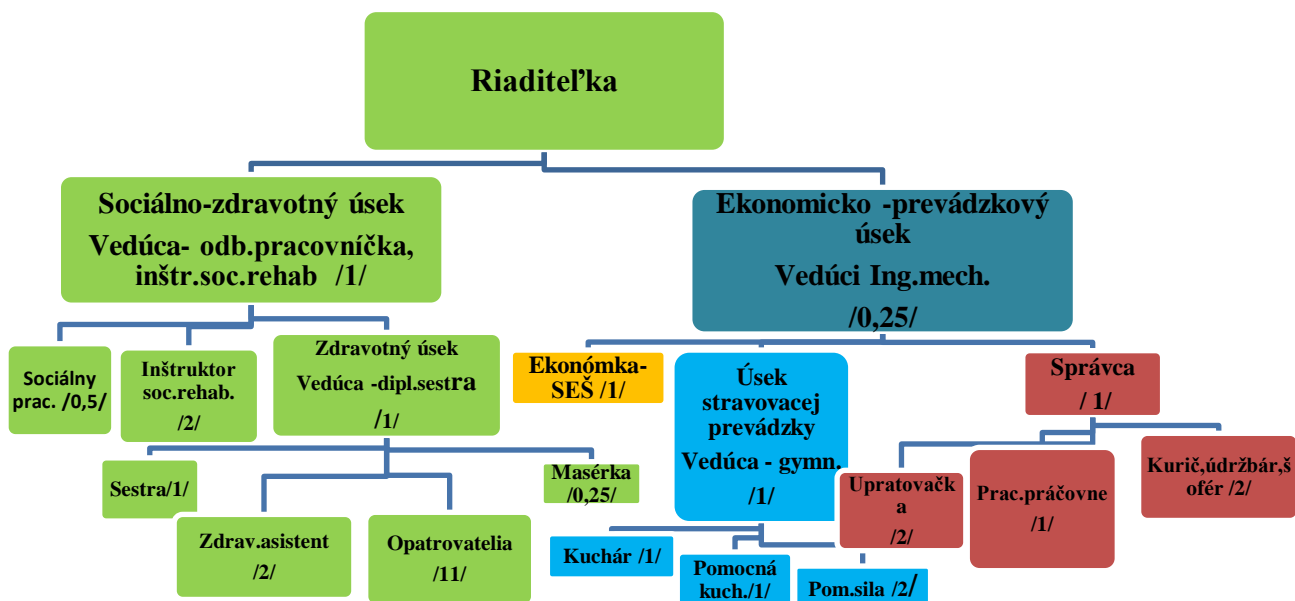 Riaditeľka
Sociálno-zdravotný úsek
Vedúca- odb.pracovníčka,
inštr.soc.rehab /1/
Ekonomicko -prevádzkový
úsek
Vedúci Ing.mech.
/0,25/
Sociálny
prac. /0,5/
Inštruktor
soc.rehab.
/2/
Zdravotný úsek
Vedúca -dipl.sestra
/1/
Ekonómka-
SEŠ /1/
Úsek
stravovacej
prevádzky
Vedúca - gymn.
/1/
Správca
/ 1/
Sestra/1/
Zdrav.asistent
/2/
Opatrovatelia
/11/
Masérka
/0,25/
Kuchár /1/
Pomocná
kuch./1/
Pom.sila /2/
Upratovačk
a
/2/
Prac.práčovne
/1/
Kurič,údržbár,š
ofér /2/